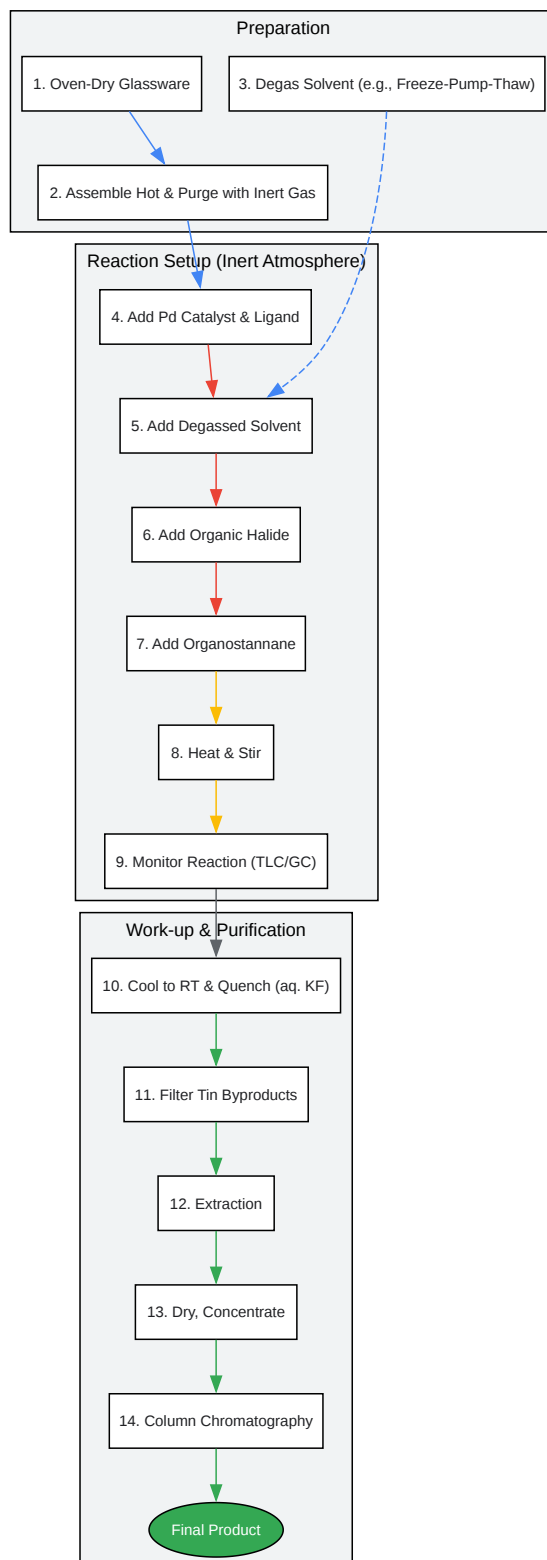 Preparation
1. Oven-Dry Glassware
3. Degas Solvent (e.g., Freeze-Pump-Thaw)
2. Assemble Hot & Purge with Inert Gas
Reaction Setup (Inert Atmosphere)
4. Add Pd Catalyst & Ligand
5. Add Degassed Solvent
6. Add Organic Halide
7. Add Organostannane
8. Heat & Stir
9. Monitor Reaction (TLC/GC)
Work-up & Purification
10. Cool to RT & Quench (aq. KF)
11. Filter Tin Byproducts
12. Extraction
13. Dry, Concentrate
14. Column Chromatography
Final Product